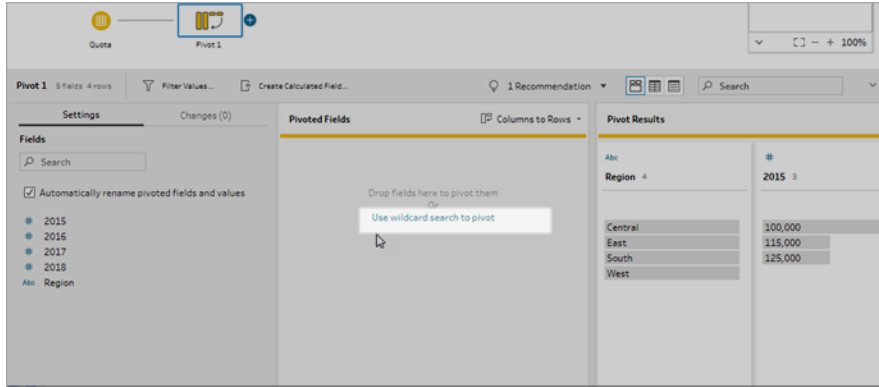 Quota
Pivot 1
100%
Pivot 1 5 fields 4 rows
Filter Values...
Create Calculated Field...
1 Recommendation
Search
Settings
Changes (0)
Fields
Search
Automatically rename pivoted fields and values
# 2015
# 2016
# 2017
# 2018
Abc Region
Pivoted Fields
Columns to Rows
Drop fields here to pivot them
Or
Use wildcard search to pivot
Pivot Results
Abc
Region 4
Central
East
South
West
#
2015 3
100,000
115,000
125,000